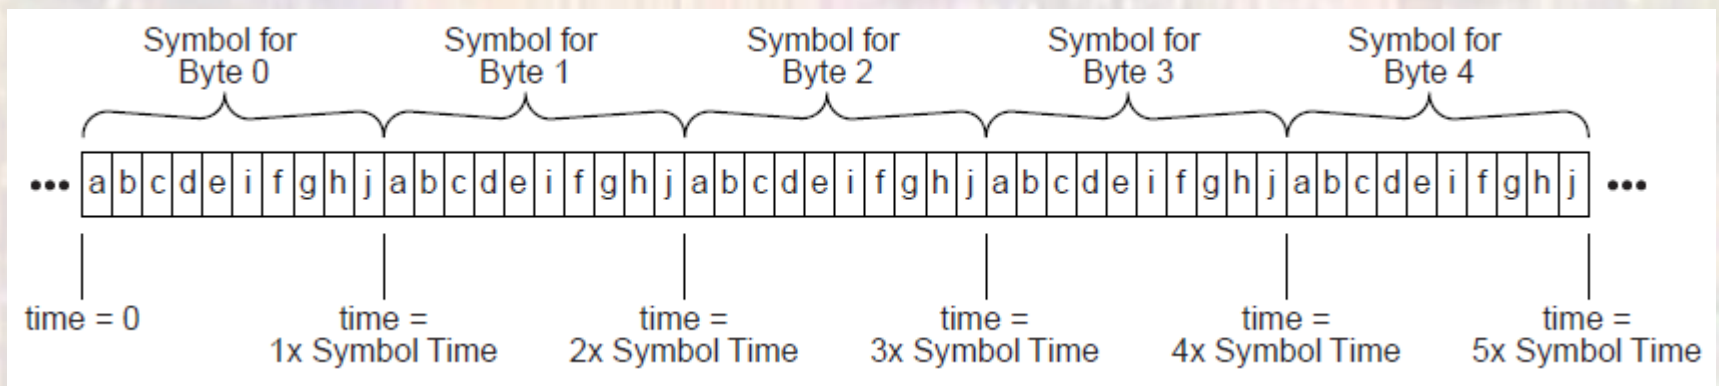 Symbol for Symbol for Symbol for Symbol for Symbol for
Byte 0 Byte 1 Byte 2 Byte 3 Byte 4
••• a b c d e i f g h j a b c d e i f g h j a b c d e i f g h j a b c d e i f g h j a b c d e i f g h j •••
time = 0 time = time = time = time = time =
1x Symbol Time 2x Symbol Time 3x Symbol Time 4x Symbol Time 5x Symbol Time